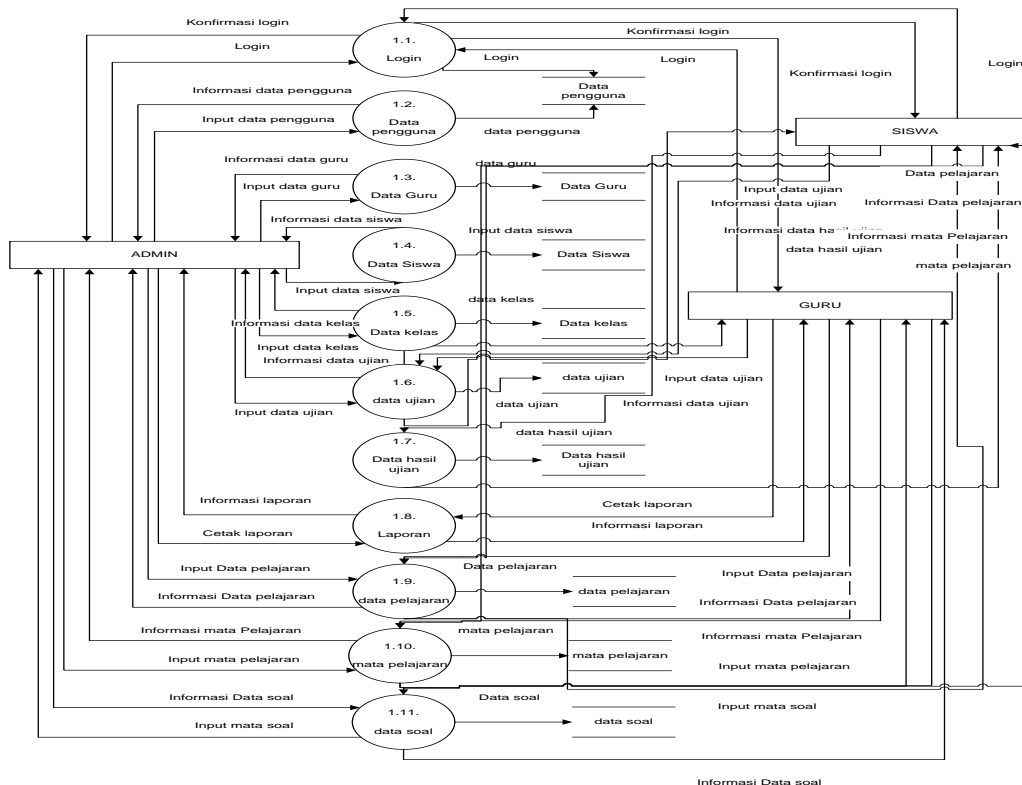 Konfirmasi login
Login
1.1.
Login
Konfirmasi login
Login
Login
Konfirmasi login
Login
Informasi data pengguna
Input data pengguna
1.2.
Data
pengguna
Data
pengguna
data pengguna
SISWA
Informasi data guru
Input data guru
1.3.
Data Guru
data guru
Data Guru
Data pelajaran
Input data ujian
Informasi data ujian
Informasi Data pelajaran
Informasi data siswa
Input data siswa
1.4.
Data Siswa
Input data siswa
Data Siswa
Informasi data hasil ujian
Informasi mata Pelajaran
data hasil ujian
mata pelajaran
ADMIN
GURU
1.5.
Data kelas
data kelas
Data kelas
Informasi data kelas
Input data kelas
Informasi data ujian
Input data ujian
1.6.
data ujian
data ujian
data ujian
Input data ujian
Informasi data ujian
data hasil ujian
1.7.
Data hasil
ujian
Data hasil
ujian
Informasi laporan
Cetak laporan
1.8.
Laporan
Cetak laporan
Informasi laporan
Input Data pelajaran
Informasi Data pelajaran
1.9.
data pelajaran
Data pelajaran
data pelajaran
Input Data pelajaran
Informasi Data pelajaran
Informasi mata Pelajaran
Input mata pelajaran
1.10.
mata pelajaran
mata pelajaran
mata pelajaran
Informasi mata Pelajaran
Input mata pelajaran
Informasi Data soal
Input mata soal
1.11.
data soal
Data soal
data soal
Input mata soal
Informasi Data soal